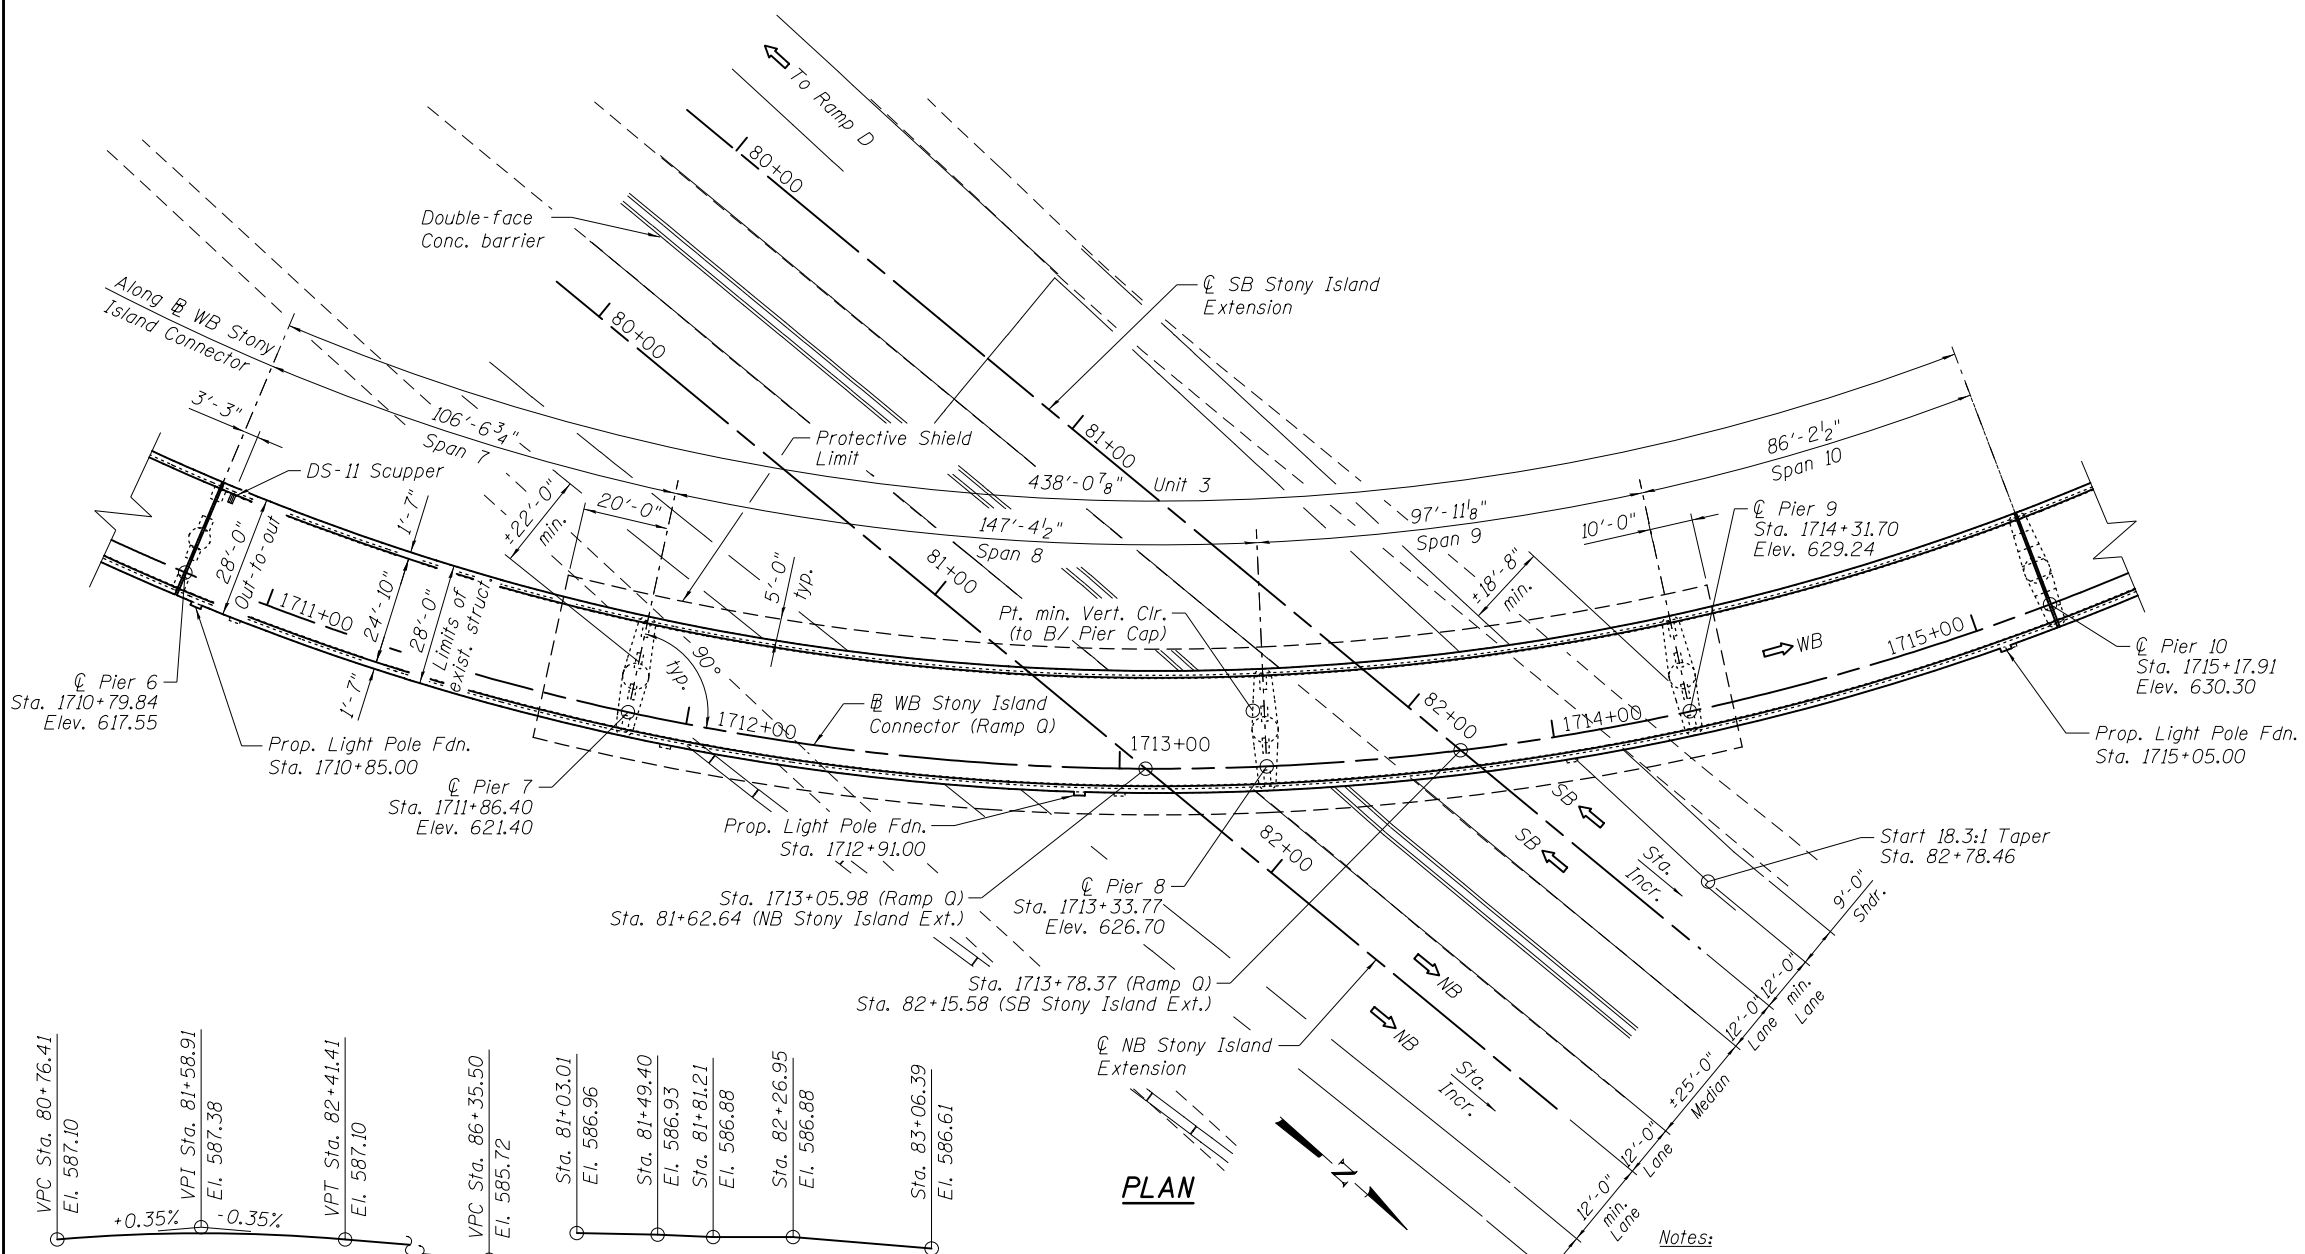 To Ramp D
80+00
Double-face
Conc. barrier
80+00
℄ SB Stony Island
Extension
Along ⅊ WB Stony
Island Connector
3'-3"
106'-6 3/4"
Span 7
DS-11 Scupper
Protective Shield
Limit
81+00
438'-0 7/8" Unit 3
86'-2 1/2"
Span 10
±22'-0"
min.
20'-0"
147'-4 1/2"
Span 8
97'-11 1/8"
Span 9
10'-0"
℄ Pier 9
Sta. 1714+31.70
Elev. 629.24
1'-7"
28'-0"
Out-to-out
24'-10"
28'-0"
Limits of
exist. struct.
1'-7"
1711+00
81+00
5'-0"
typ.
±18'-8"
min.
Pt. min. Vert. Clr.
(to B/ Pier Cap)
90°
typ.
WB
1715+00
℄ Pier 10
Sta. 1715+17.91
Elev. 630.30
℄ Pier 6
Sta. 1710+79.84
Elev. 617.55
1712+00
WB Stony Island
Connector (Ramp Q)
82+00
1714+00
1713+00
Prop. Light Pole Fdn.
Sta. 1710+85.00
Prop. Light Pole Fdn.
Sta. 1715+05.00
℄ Pier 7
Sta. 1711+86.40
Elev. 621.40
Prop. Light Pole Fdn.
Sta. 1712+91.00
82+00
SB
SB
Sta.
Incr.
Start 18.3:1 Taper
Sta. 82+78.46
Sta. 1713+05.98 (Ramp Q)
Sta. 81+62.64 (NB Stony Island Ext.)
℄ Pier 8
Sta. 1713+33.77
Elev. 626.70
9'-0"
Shdr.
Sta. 1713+78.37 (Ramp Q)
Sta. 82+15.58 (SB Stony Island Ext.)
NB
NB
12'-0"
min.
Lane
12'-0"
Lane
℄ NB Stony Island
Extension
Sta.
Incr.
±25'-0"
Median
12'-0"
Lane
12'-0"
min.
Lane
VPC Sta. 80+76.41
El. 587.10
VPI Sta. 81+58.91
El. 587.38
VPT Sta. 82+41.41
El. 587.10
VPC Sta. 86+35.50
El. 585.72
Sta. 81+03.01
El. 586.96
Sta. 81+49.40
El. 586.93
Sta. 81+81.21
El. 586.88
Sta. 82+26.95
El. 586.88
Sta. 83+06.39
El. 586.61
+0.35%
-0.35%
PLAN
N
Notes: